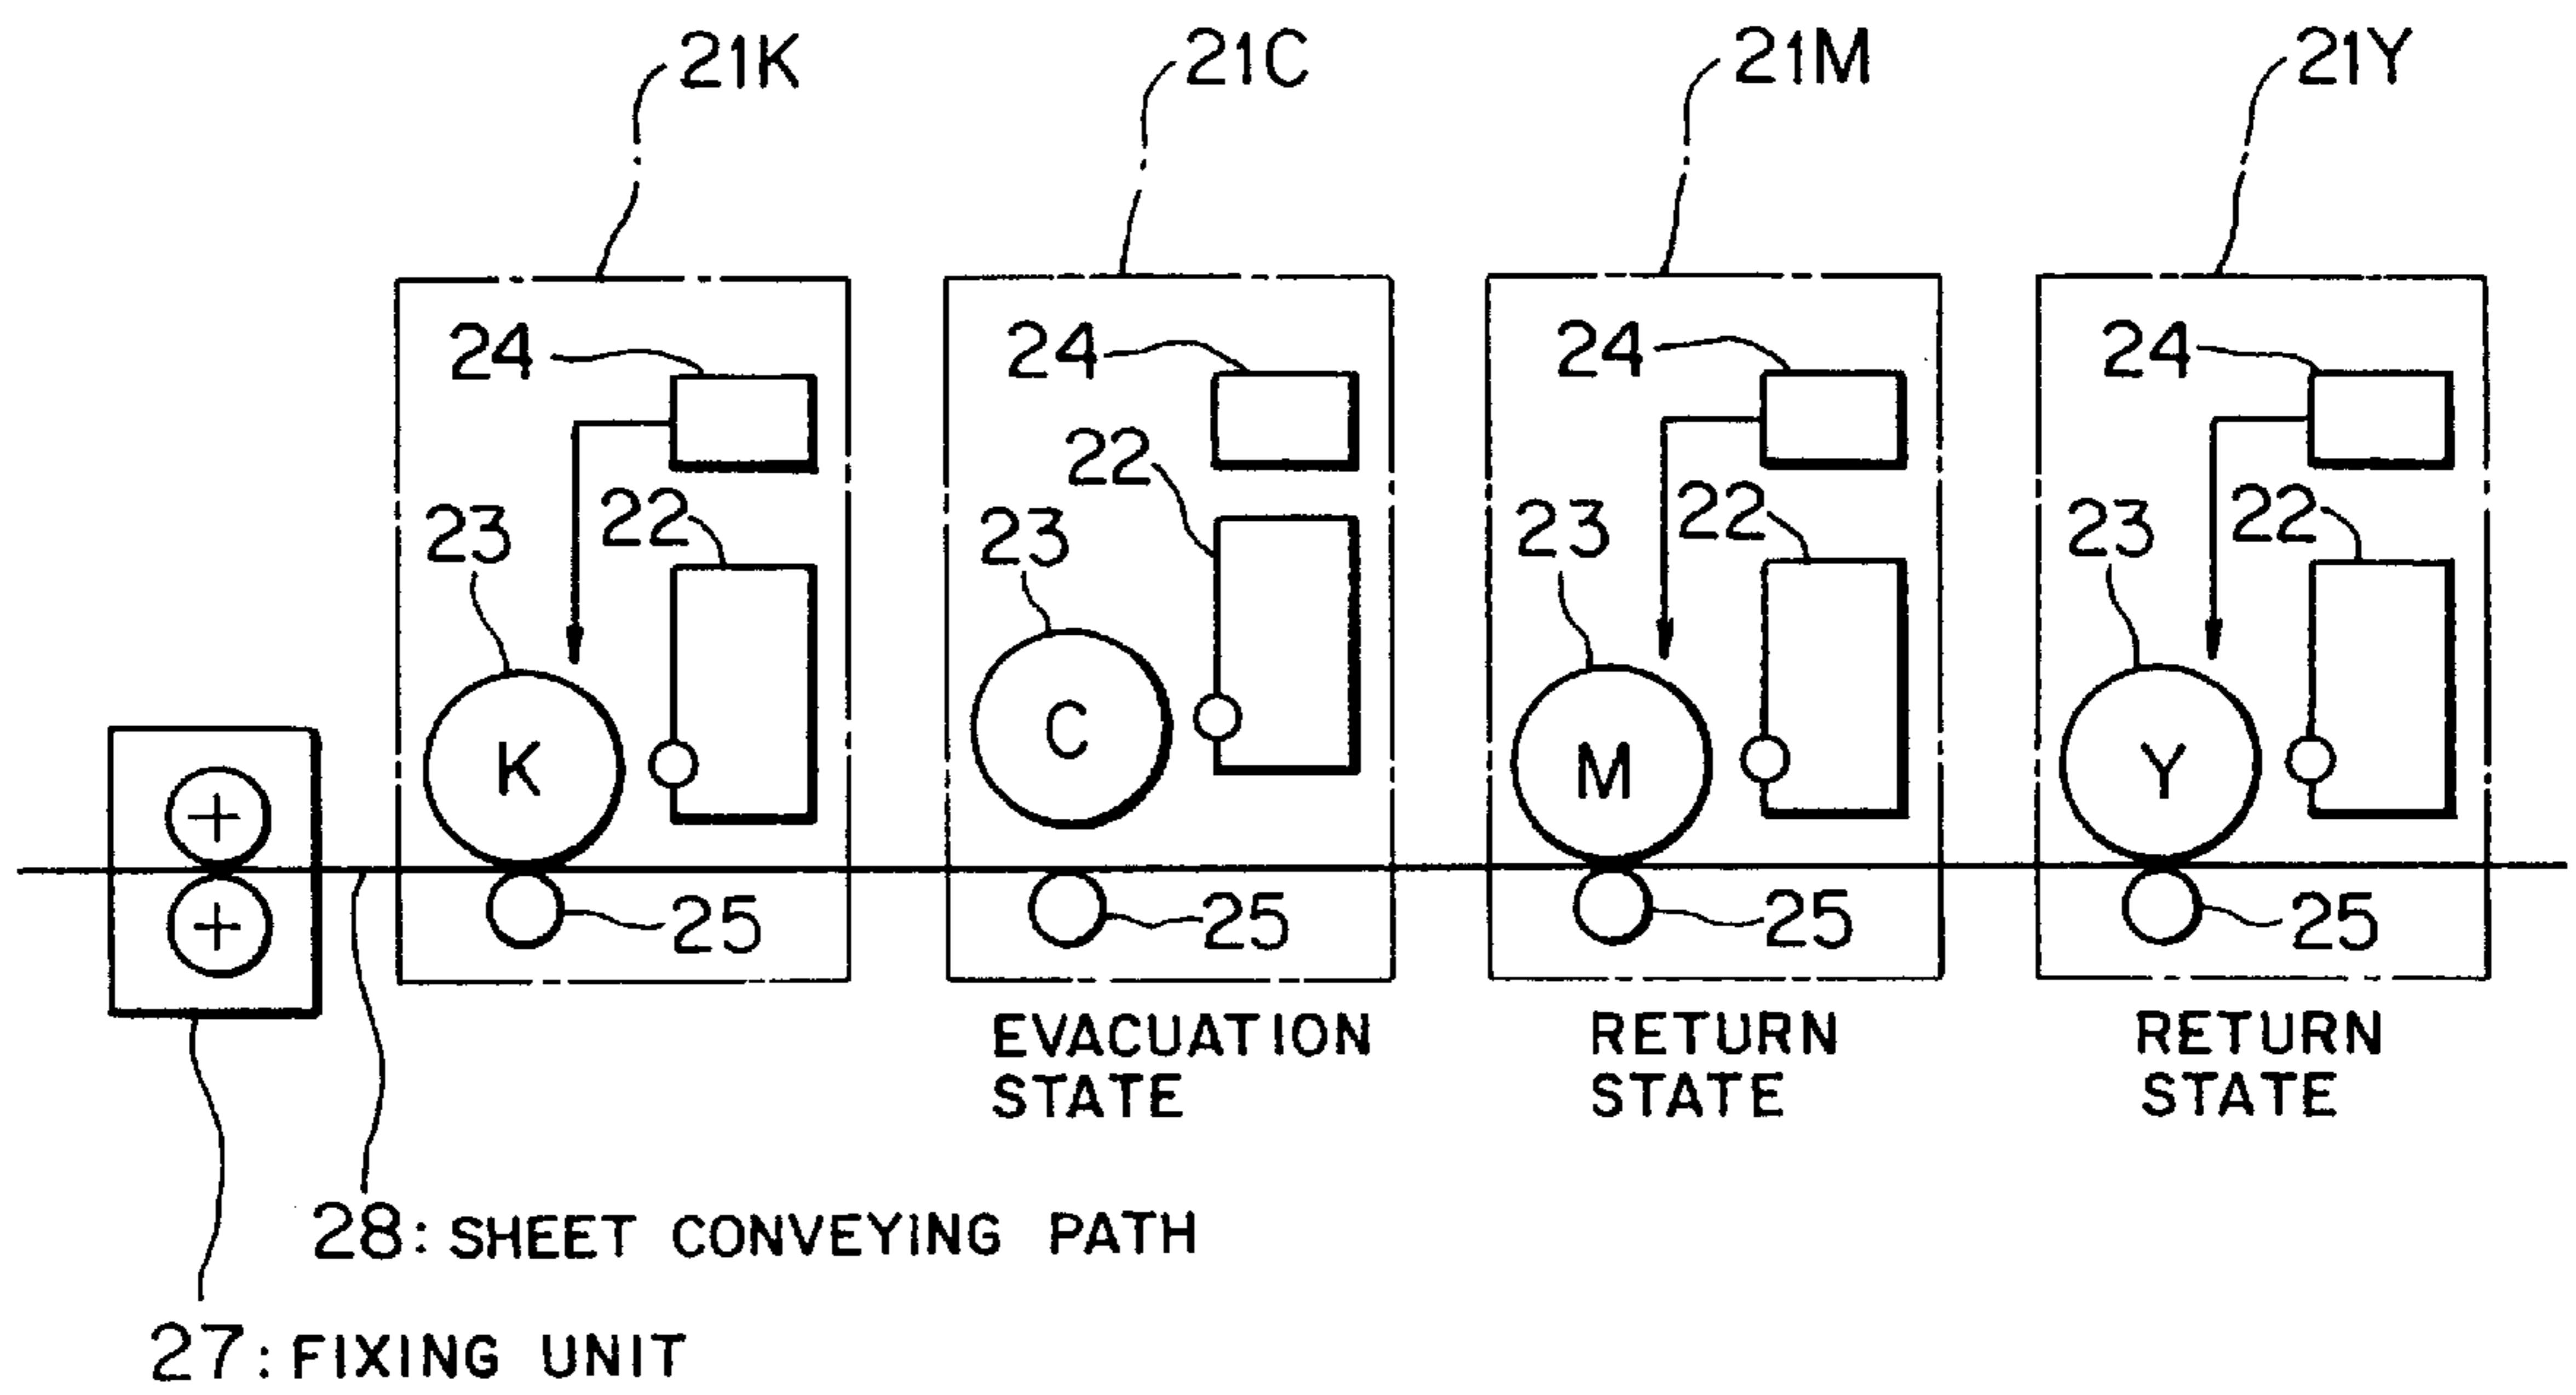 21K 21C 21M 21Y
24 24 24 24
22
23 22 23 23 22 23 22
K C M Y
25 25 25 25
EVACUATION STATE
RETURN STATE
RETURN STATE
28: SHEET CONVEYING PATH
27: FIXING UNIT